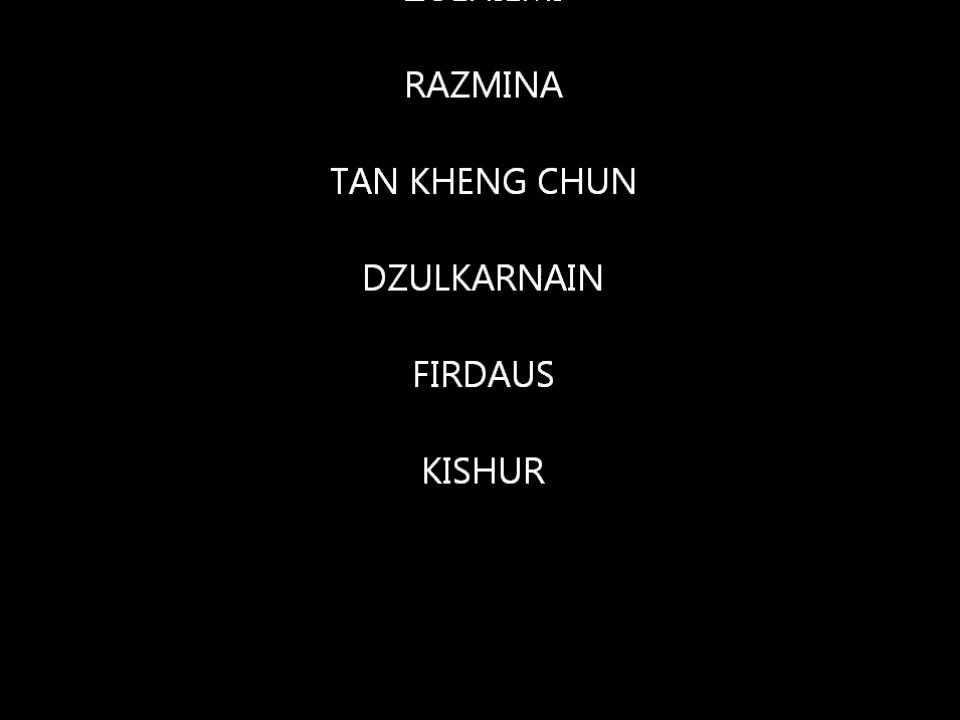 RAZMINA
TAN KHENG CHUN
DZULKARNAIN
FIRDAUS
KISHUR